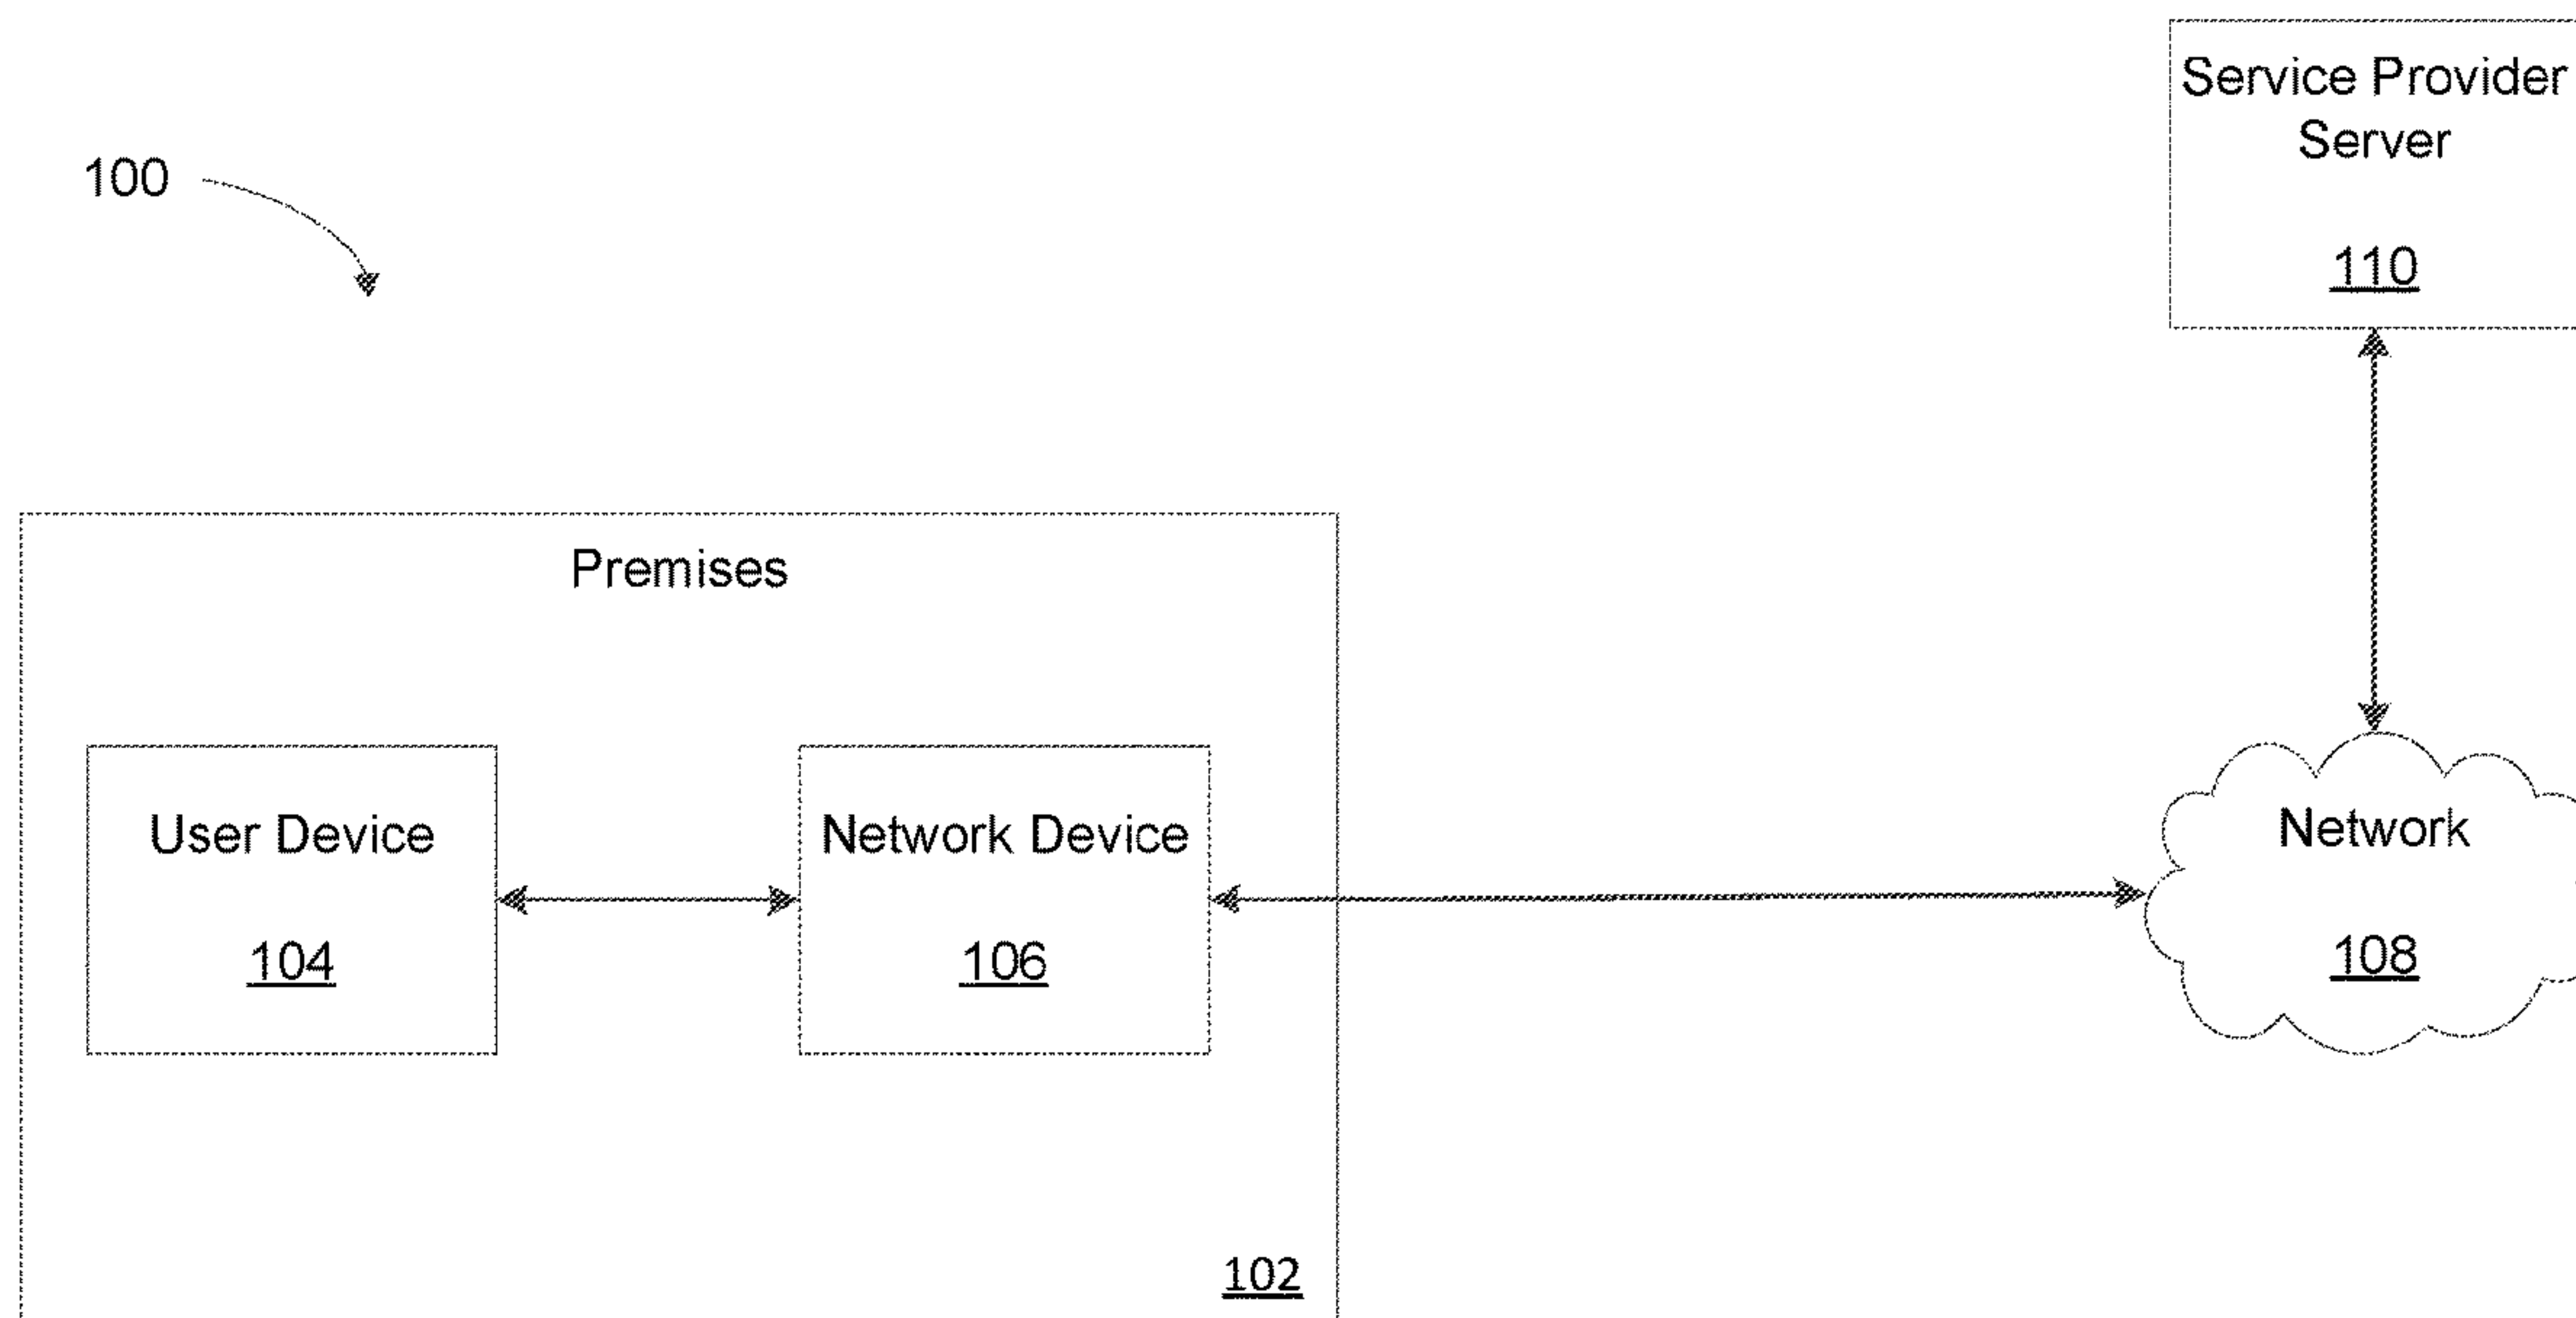 Service Provider
Server
110
100
Premises
User Device
104
Network Device
106
Network
108
102